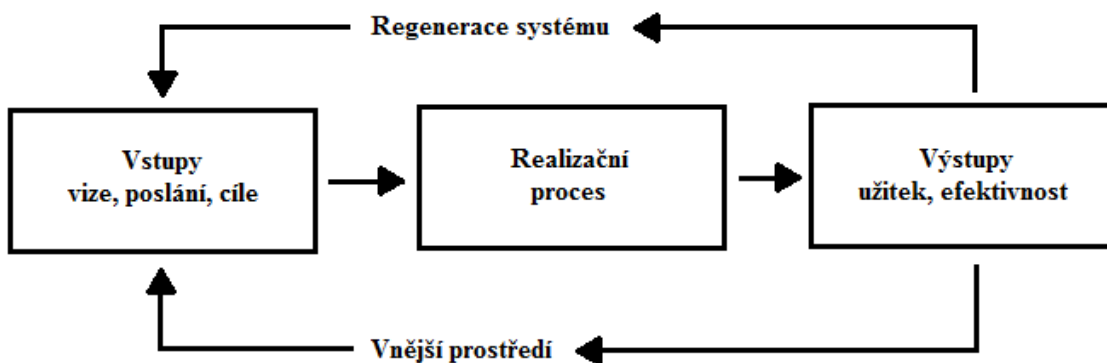 Regenerace systému
Vstupy
vize, poslání, cíle
Realizační
proces
Výstupy
užitek, efektivnost
Vnější prostředí